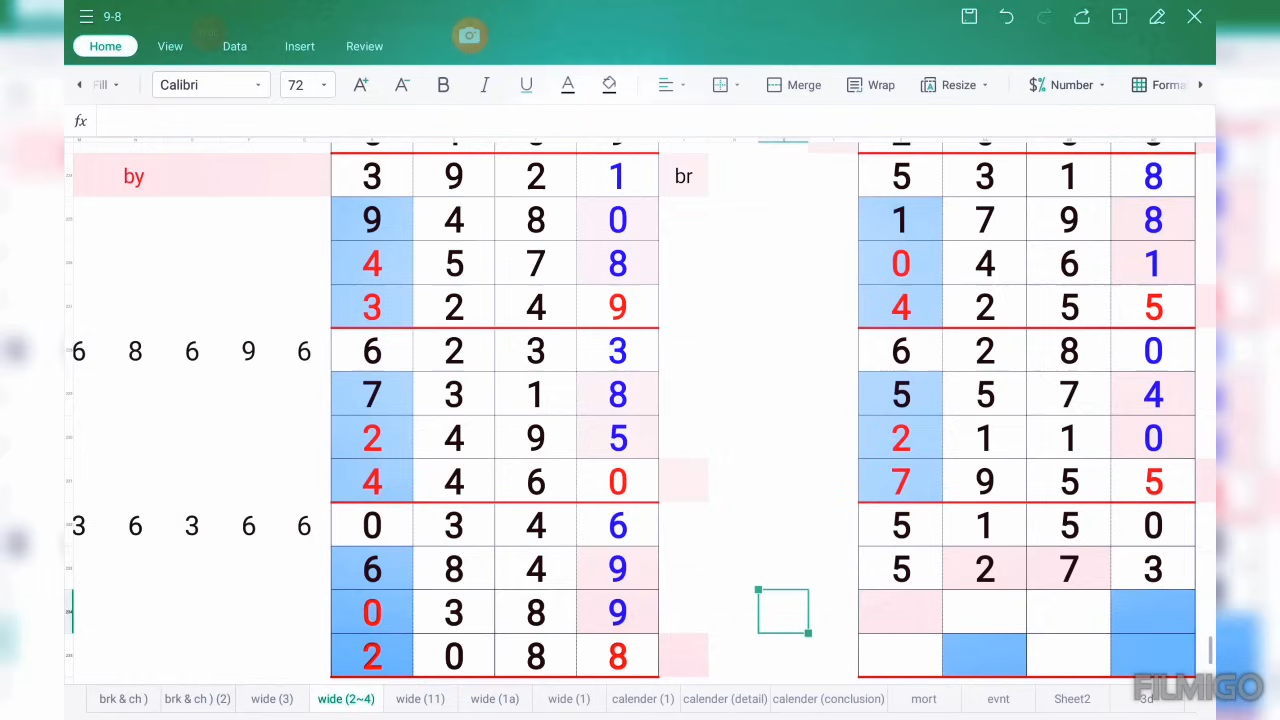 9-8
Home View Data Insert Review
Fill Calibri 72 A+ A- B I U A Merge Wrap Resize Number Forma
fx
by 3 9 2 1 br 5 3 1 8
9 4 8 0 1 7 9 8
4 5 7 8 0 4 6 1
3 2 4 9 4 2 5 5
6 8 6 9 6 6 2 3 3 6 2 8 0
7 3 1 8 5 5 7 4
2 4 9 5 2 1 1 0
4 4 6 0 7 9 5 5
3 6 3 6 6 0 3 4 6 5 1 5 0
6 8 4 9 5 2 7 3
0 3 8 9
2 0 8 8
brk & ch ) brk & ch ) (2) wide (3) wide (2~4) wide (11) wide (1a) wide (1) calender (1) calender (detail) calender (conclusion) mort evnt Sheet2 3d
FILMIGO